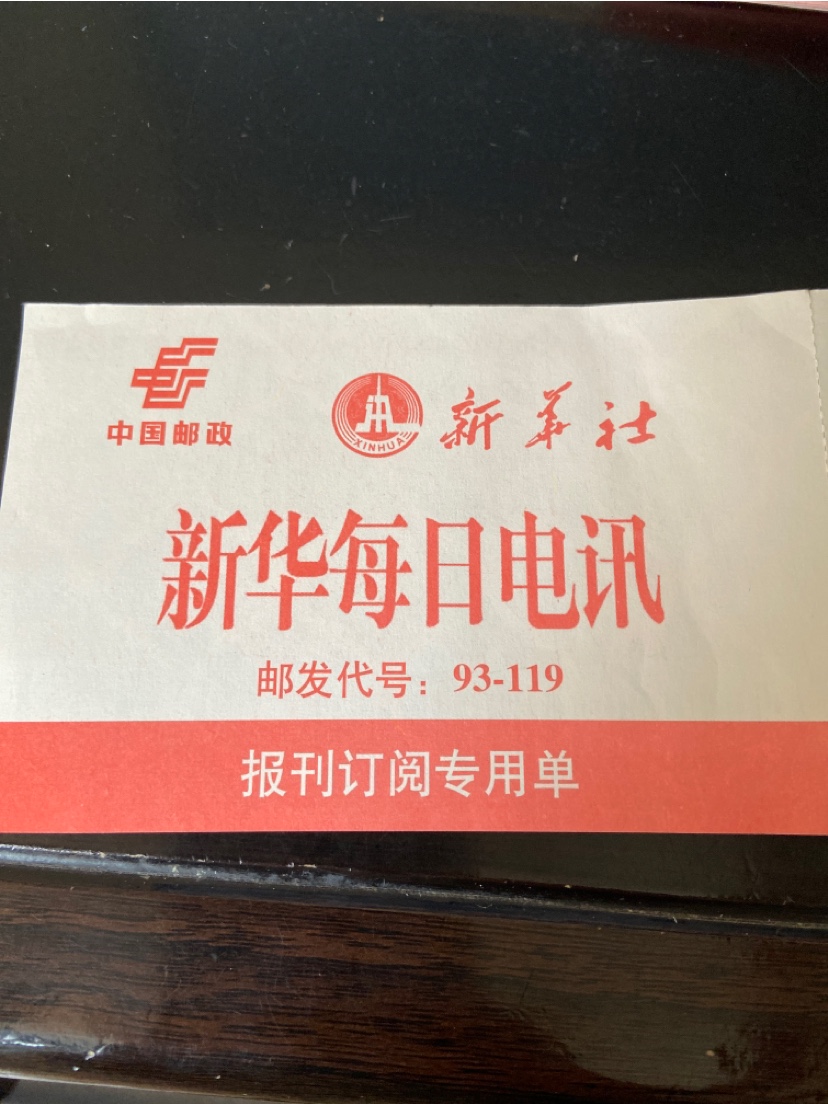 中国邮政
XINHUA
新華社
新华每日电讯
邮发代号：93-119
报刊订阅专用单